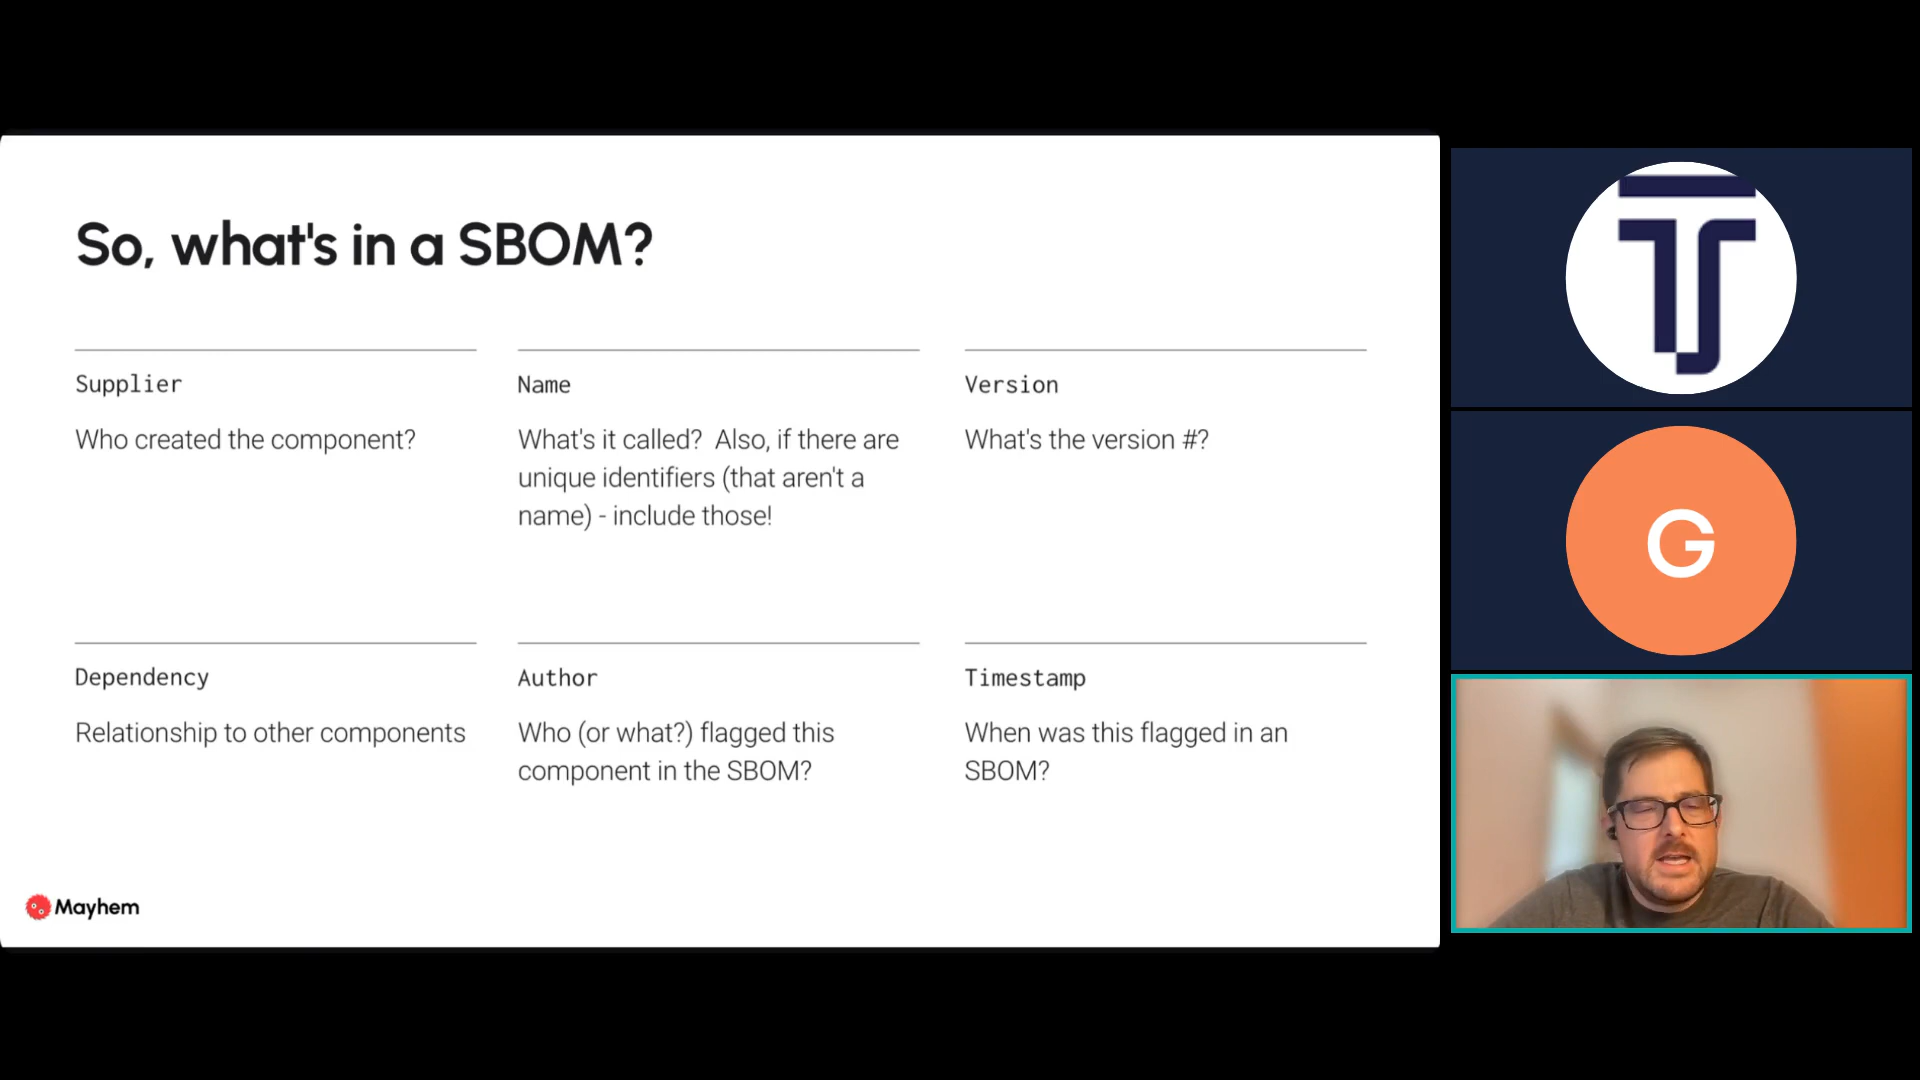 So, what's in a SBOM?
Supplier
Who created the component?
Name
What's it called?  Also, if there are
unique identifiers (that aren't a
name) - include those!
Version
What's the version #?
Dependency
Relationship to other components
Author
Who (or what?) flagged this
component in the SBOM?
Timestamp
When was this flagged in an
SBOM?
Mayhem
TS
G